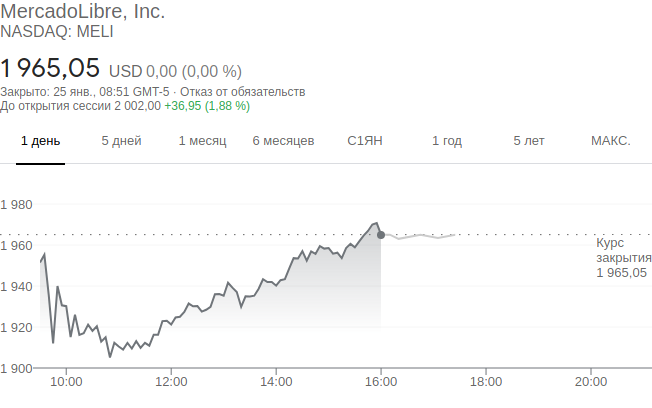 MercadoLibre, Inc.
NASDAQ: MELI
1 965,05 USD 0,00 (0,00 %)
Закрыто: 25 янв., 08:51 GMT-5 · Отказ от обязательств
До открытия сессии 2 002,00 +36,95 (1,88 %)
1 день 5 дней 1 месяц 6 месяцев С1ЯН 1 год 5 лет МАКС.
1 980
1 960
1 940
1 920
1 900
Курс
закрытия
1 965,05
10:00 12:00 14:00 16:00 18:00 20:00